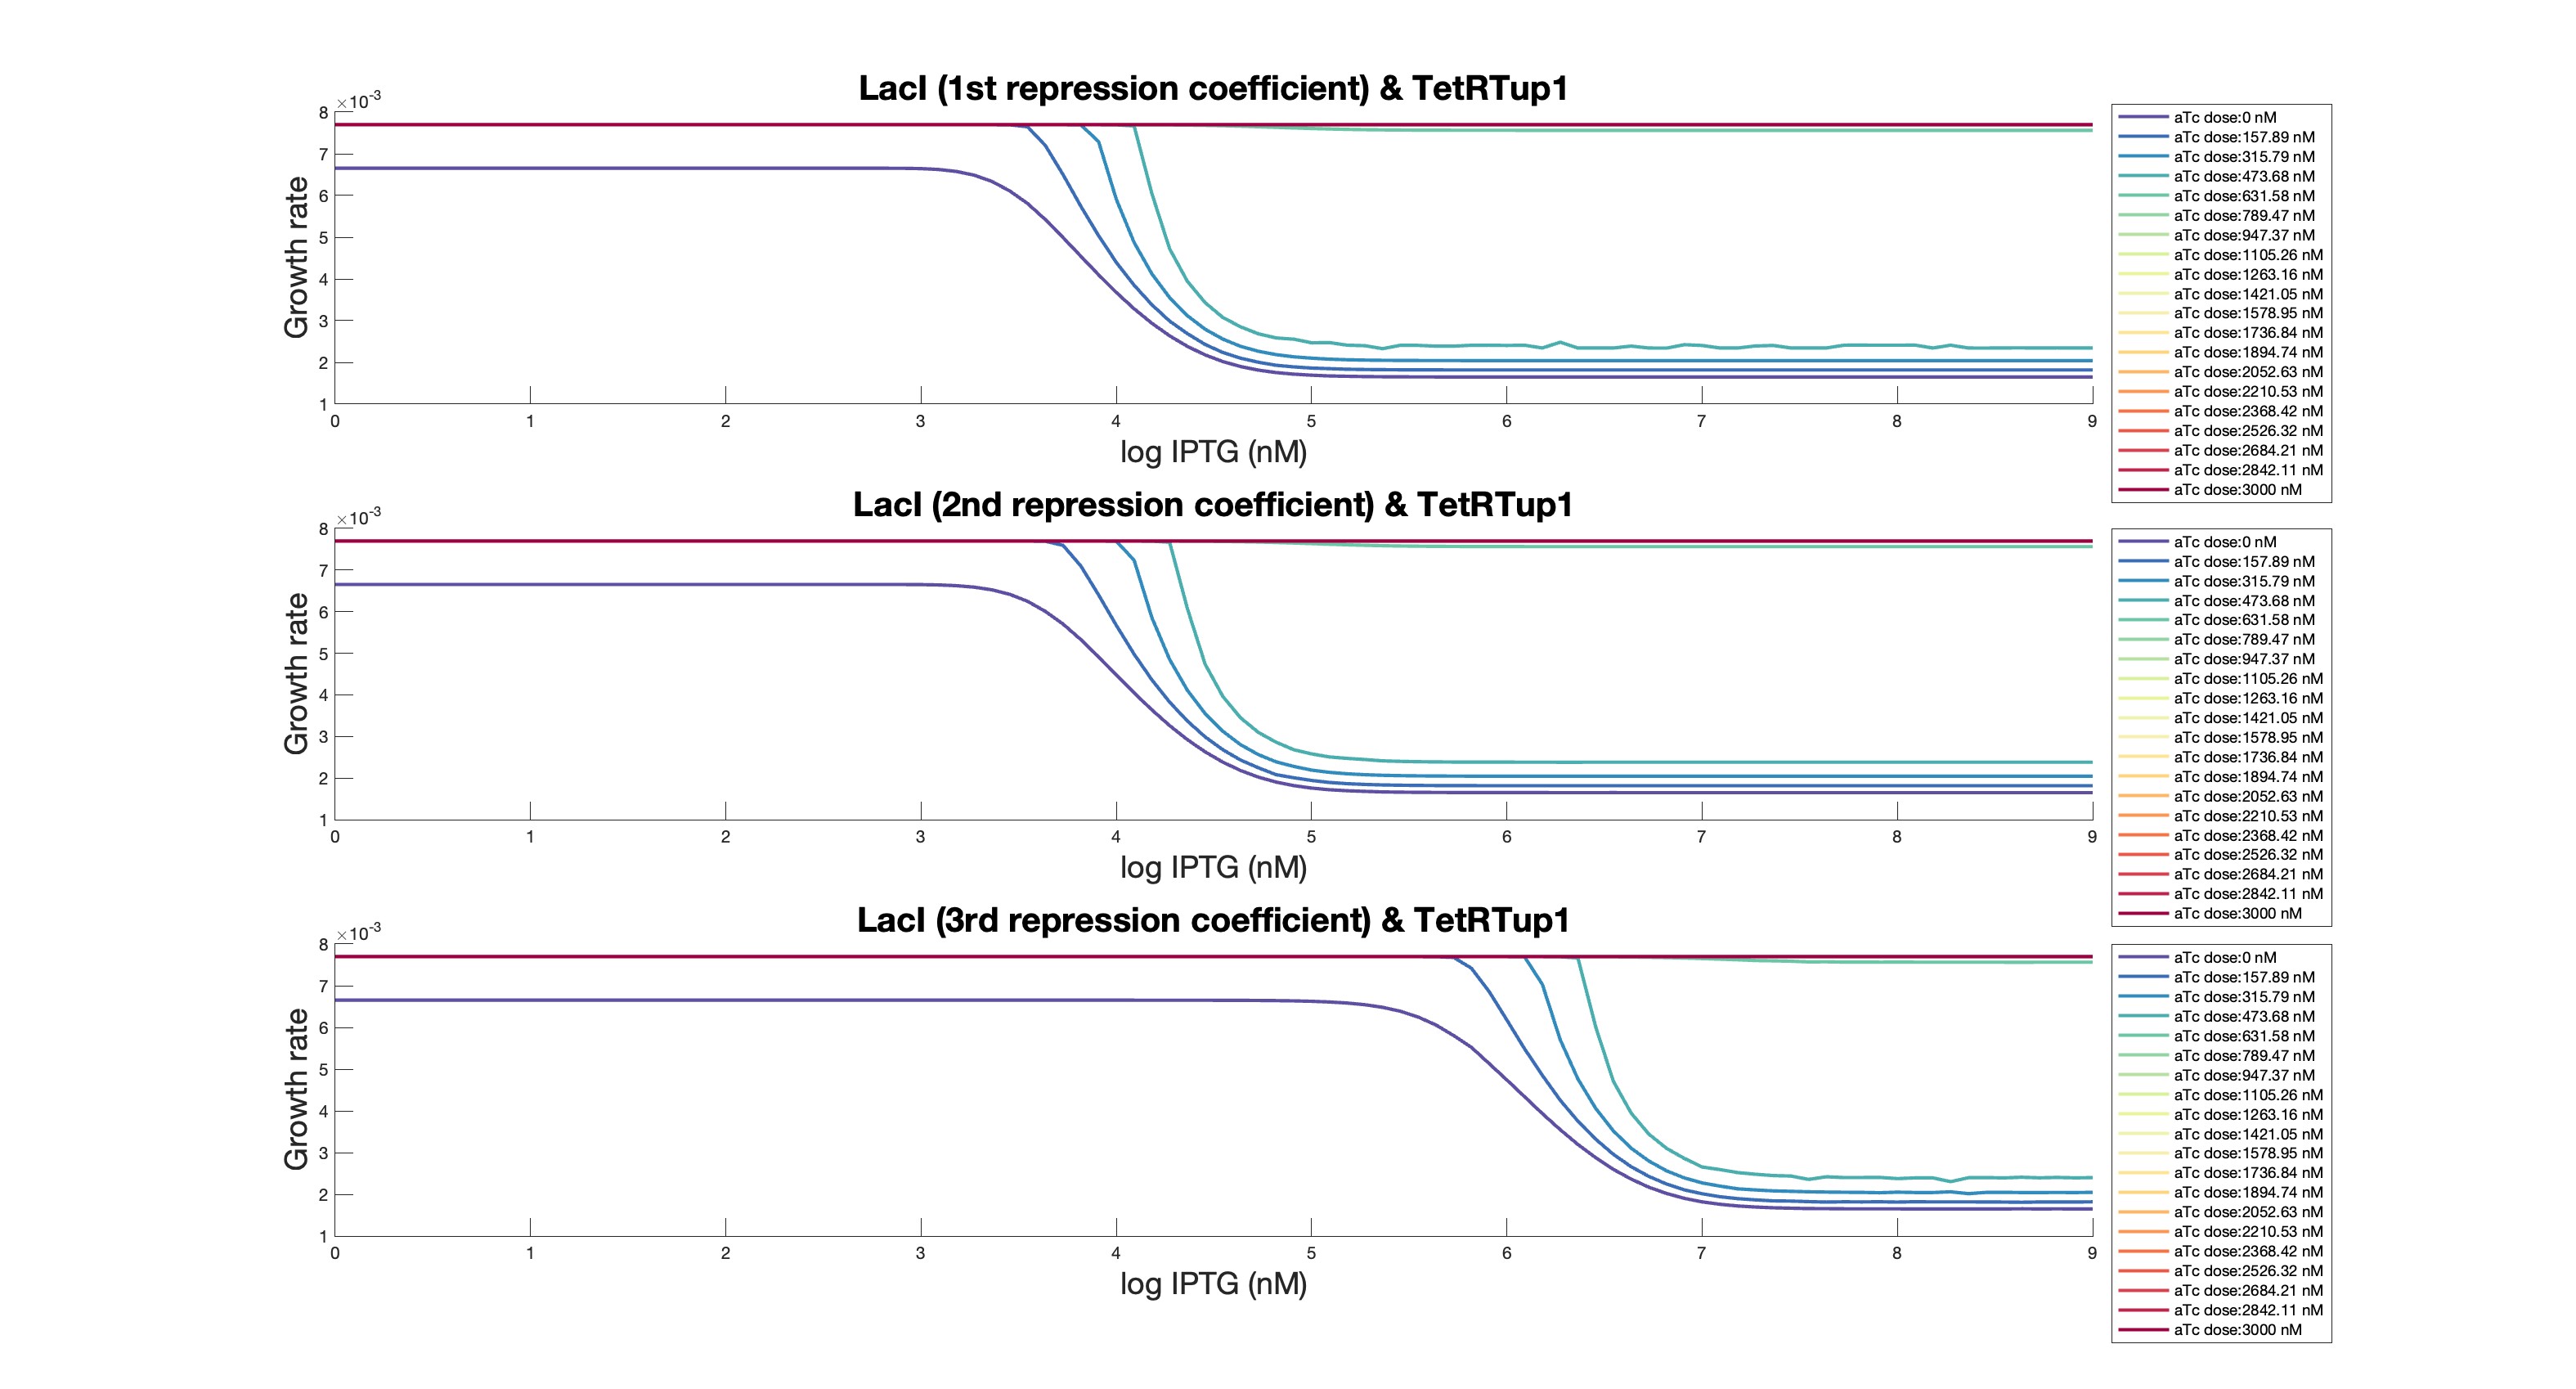 LacI (1st repression coefficient) & TetRTup1
×10-3
8
7
6
5
4
3
2
1
Growth rate
0 1 2 3 4 5 6 7 8 9
log IPTG (nM)
aTc dose:0 nM
aTc dose:157.89 nM
aTc dose:315.79 nM
aTc dose:473.68 nM
aTc dose:631.58 nM
aTc dose:789.47 nM
aTc dose:947.37 nM
aTc dose:1105.26 nM
aTc dose:1263.16 nM
aTc dose:1421.05 nM
aTc dose:1578.95 nM
aTc dose:1736.84 nM
aTc dose:1894.74 nM
aTc dose:2052.63 nM
aTc dose:2210.53 nM
aTc dose:2368.42 nM
aTc dose:2526.32 nM
aTc dose:2684.21 nM
aTc dose:2842.11 nM
aTc dose:3000 nM
LacI (2nd repression coefficient) & TetRTup1
×10-3
8
7
6
5
4
3
2
1
Growth rate
0 1 2 3 4 5 6 7 8 9
log IPTG (nM)
aTc dose:0 nM
aTc dose:157.89 nM
aTc dose:315.79 nM
aTc dose:473.68 nM
aTc dose:631.58 nM
aTc dose:789.47 nM
aTc dose:947.37 nM
aTc dose:1105.26 nM
aTc dose:1263.16 nM
aTc dose:1421.05 nM
aTc dose:1578.95 nM
aTc dose:1736.84 nM
aTc dose:1894.74 nM
aTc dose:2052.63 nM
aTc dose:2210.53 nM
aTc dose:2368.42 nM
aTc dose:2526.32 nM
aTc dose:2684.21 nM
aTc dose:2842.11 nM
aTc dose:3000 nM
LacI (3rd repression coefficient) & TetRTup1
×10-3
8
7
6
5
4
3
2
1
Growth rate
0 1 2 3 4 5 6 7 8 9
log IPTG (nM)
aTc dose:0 nM
aTc dose:157.89 nM
aTc dose:315.79 nM
aTc dose:473.68 nM
aTc dose:631.58 nM
aTc dose:789.47 nM
aTc dose:947.37 nM
aTc dose:1105.26 nM
aTc dose:1263.16 nM
aTc dose:1421.05 nM
aTc dose:1578.95 nM
aTc dose:1736.84 nM
aTc dose:1894.74 nM
aTc dose:2052.63 nM
aTc dose:2210.53 nM
aTc dose:2368.42 nM
aTc dose:2526.32 nM
aTc dose:2684.21 nM
aTc dose:2842.11 nM
aTc dose:3000 nM